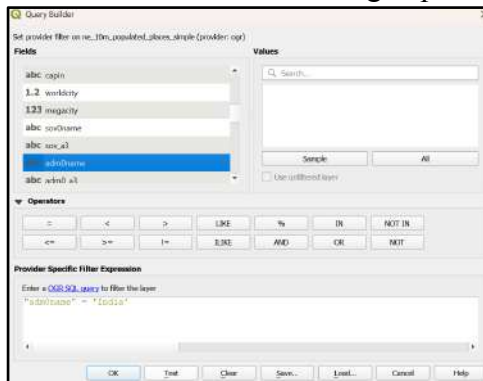 Query Builder
Set provider filter on ne_10m_populated_places_simple (provider: ogr)
Fields
Values
abc capin
1.2 worldcity
123 megacity
abc sov0name
abc sov_a3
adm0name
abc adm0_a3
Search...
Sample
All
Use unfiltered layer
Operators
= < > LIKE % IN NOT IN
<= >= != ILIKE AND OR NOT
Provider Specific Filter Expression
Enter a OGR SQL query to filter the layer
"adm0name" = 'India'
OK Test Clear Save... Load... Cancel Help